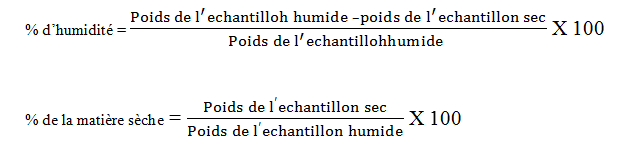 % d'humidité = Poids de l′echantilloh humide –poids de l′echantillon sec
Poids de l′echantillohhumide
X 100
% de la matière sèche = Poids de l′echantillon sec
Poids de l′echantillon humide
X 100